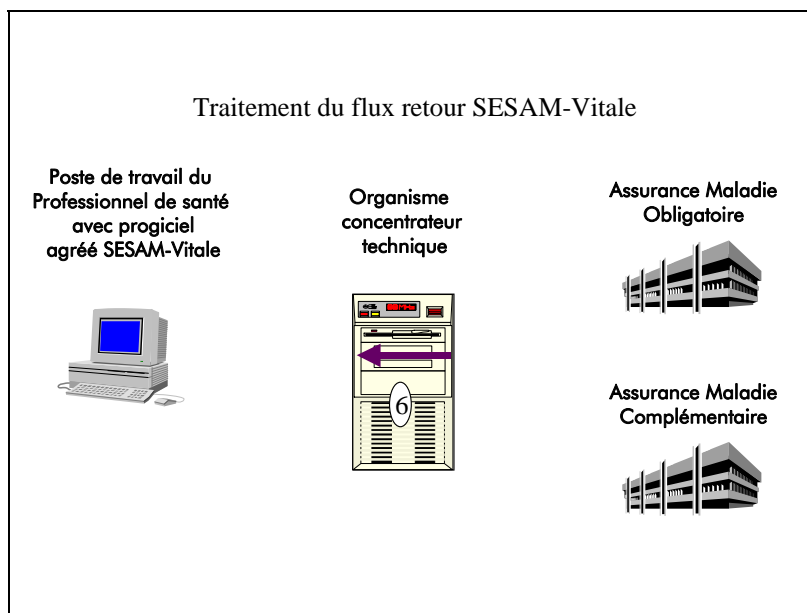 Traitement du flux retour SESAM-Vitale
Poste de travail du
Professionnel de santé
avec progiciel
agréé SESAM-Vitale
Organisme
concentrateur
technique
6
Assurance Maladie
Obligatoire
Assurance Maladie
Complémentaire